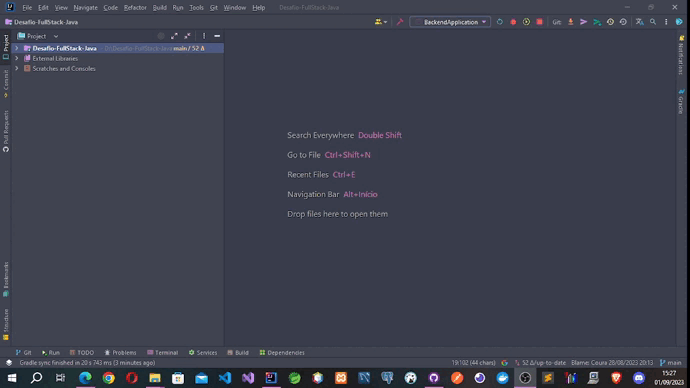 File Edit View Navigate Code Refactor Build Run Tools Git Window Help Desafio-FullStack-Java
Desafio-FullStack-Java
BackendApplication
Git:
Project
Desafio-FullStack-Java main / 52 Δ
External Libraries
Scratches and Consoles
Project
Commit
Pull Requests
Bookmarks
Structure
Notifications
Gradle
Search Everywhere Double Shift
Go to File Ctrl+Shift+N
Recent Files Ctrl+E
Navigation Bar Alt+Início
Drop files here to open them
Git Run TODO Problems Terminal Services Build Dependencies
Gradle sync finished in 20 s 743 ms (3 minutes ago)
19:102 (44 chars) 52 Δ/up-to-date Blame: Coura 28/08/2023 20:13 main
15:27
01/09/2023